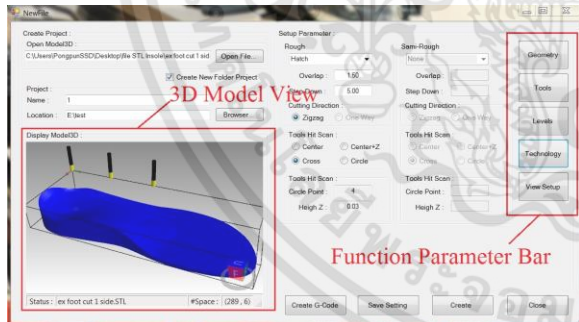 NewFile
Create Project :
Open Model3D :
C:\Users\PongpunSSD\Desktop\file STL Insole\ex foot cut 1 sid
Open File...
Create New Folder Project
Project :
Name : 1
Location : E:\test
Browser
3D Model View
Display Model3D :
Status : ex foot cut 1 side.STL
#Space : (289 , 6)
Setup Parameter :
Rough
Hatch
Overlap 1.50
Step Down 5.00
Cutting Direction :
Zigzag One Way
Tools Hit Scan :
Center Center+Z
Cross Circle
Tools Hit Scan :
Circle Point : 4
Heigh Z : 0.03
Sami-Rough
None
Overlap
Step Down
Cutting Direction :
Zigzag One Way
Tools Hit Scan :
Center Center+Z
Cross Circle
Tools Hit Scan :
Circle Point :
Heigh Z :
Geometry
Tools
Levels
Technology
View Setup
Function Parameter Bar
Create G-Code
Save Setting
Create
Close